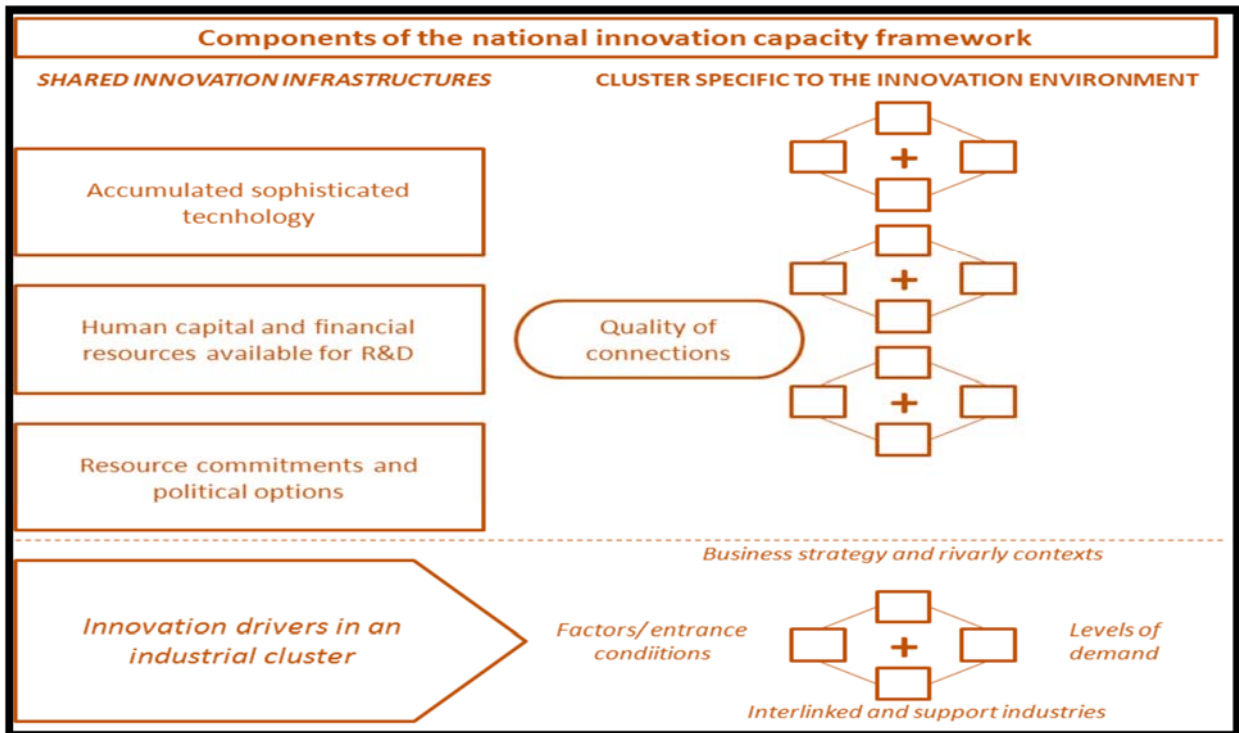 Components of the national innovation capacity framework
SHARED INNOVATION INFRASTRUCTURES
CLUSTER SPECIFIC TO THE INNOVATION ENVIRONMENT
Accumulated sophisticated
tecnhology
Human capital and financial
resources available for R&D
Quality of
connections
Resource commitments and
political options
Business strategy and rivarly contexts
Innovation drivers in an
industrial cluster
Factors/ entrance
condiitions
Levels of
demand
Interlinked and support industries